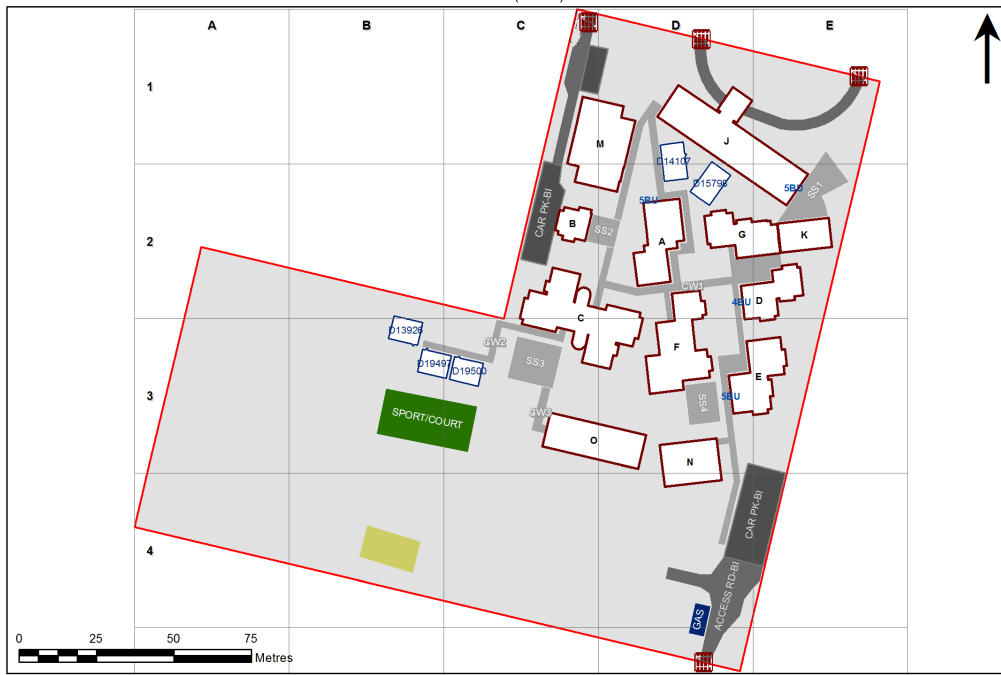 A B C D E
1
M
J
D14107
D15798
5BU
SS1
CAR PK-BI
5BU
B
SS2
A
G
K
2
CW1
4BU
D
C
D13926
CW2
D19497
D19500
SS3
F
E
3
SPORT/COURT
CW3
SS4
5BU
O
N
CAR PK-BI
4
ACCESS RD-BI
GAS
0 25 50 75
Metres